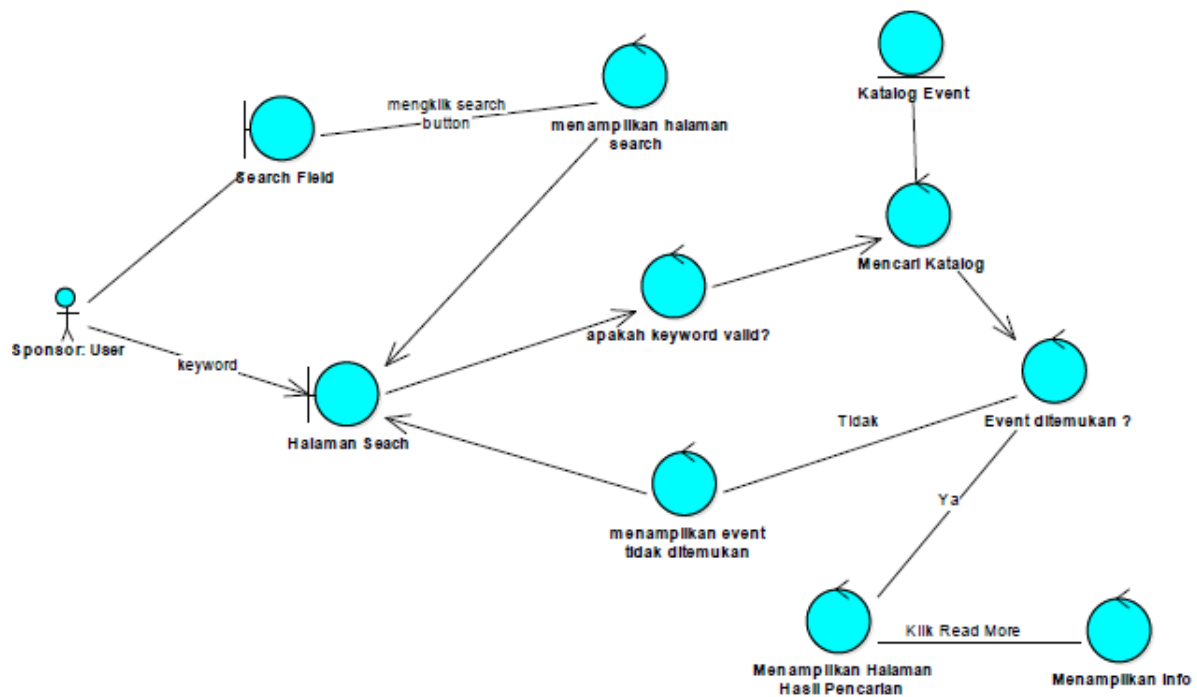 Katalog Event
mengklik search
button
menampilkan halaman
search
Search Field
Mencari Katalog
apakah keyword valid?
Sponsor: User
keyword
Halaman Seach
Tidak
Event ditemukan ?
Ya
menampilkan event
tidak ditemukan
Klik Read More
Menampilkan Halaman
Hasil Pencarian
Menampilkan Info